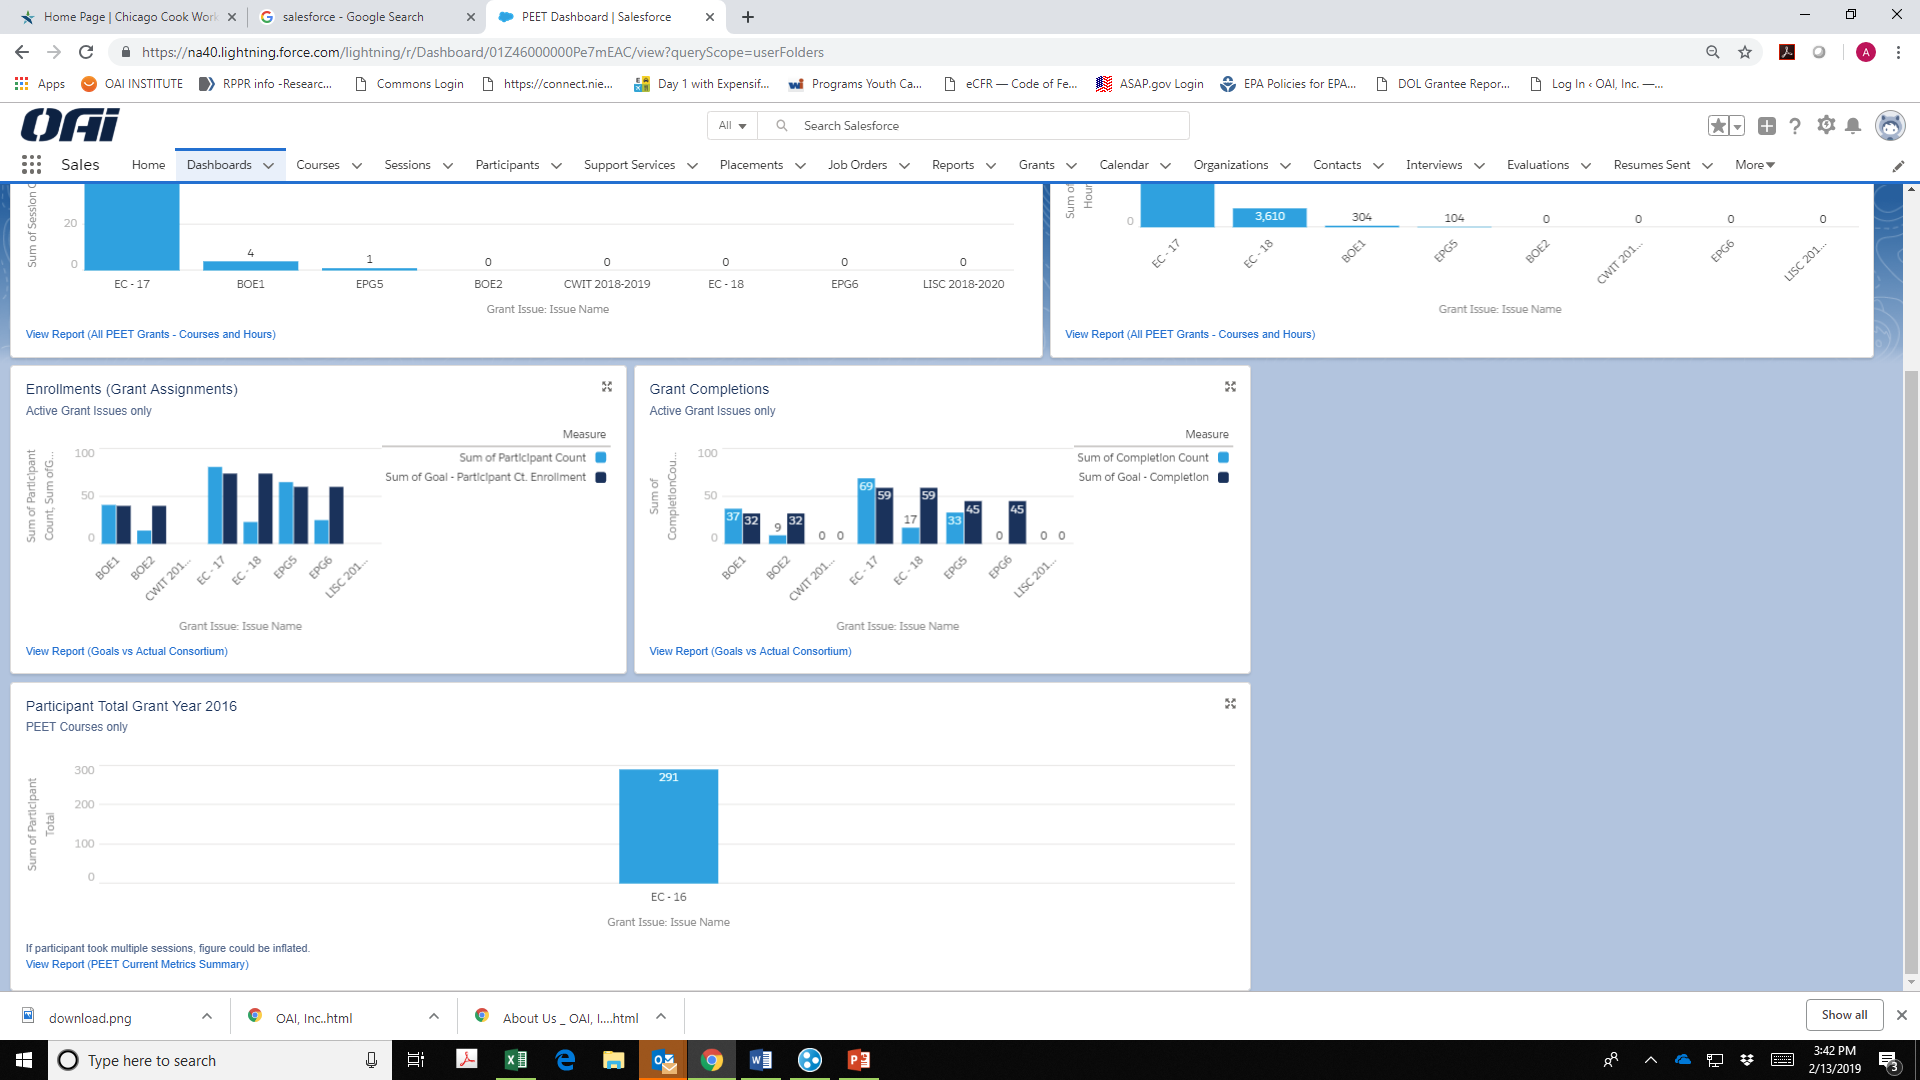 Home Page | Chicago Cook Work
salesforce - Google Search
PEET Dashboard | Salesforce
https://na40.lightning.force.com/lightning/r/Dashboard/01Z46000000Pe7mEAC/view?queryScope=userFolders
A
Apps
OAI INSTITUTE
RPPR info -Researc...
Commons Login
https://connect.nie...
Day 1 with Expensif...
Programs Youth Ca...
eCFR — Code of Fe...
ASAP.gov Login
EPA Policies for EPA...
DOL Grantee Repor...
Log In ‹ OAI, Inc. —...
OAi
All
Search Salesforce
Sales
Home
Dashboards
Courses
Sessions
Participants
Support Services
Placements
Job Orders
Reports
Grants
Calendar
Organizations
Contacts
Interviews
Evaluations
Resumes Sent
More
Sum of Session C
20
0
4
1
0
0
0
0
0
EC - 17
BOE1
EPG5
BOE2
CWIT 2018-2019
EC - 18
EPG6
LISC 2018-2020
Grant Issue: Issue Name
View Report (All PEET Grants - Courses and Hours)
Sum of
Hour
0
3,610
304
104
0
0
0
0
EC - 17
EC - 18
BOE1
EPG5
BOE2
CWIT 201...
EPG6
LISC 201...
Grant Issue: Issue Name
View Report (All PEET Grants - Courses and Hours)
Enrollments (Grant Assignments)
Active Grant Issues only
Measure
Sum of Participant Count
Sum of Goal - Participant Ct. Enrollment
Sum of Participant
Count, Sum ofG...
100
50
0
BOE1
BOE2
CWIT 201...
EC - 17
EC - 18
EPG5
EPG6
LISC 201...
Grant Issue: Issue Name
View Report (Goals vs Actual Consortium)
Grant Completions
Active Grant Issues only
Measure
Sum of Completion Count
Sum of Goal - Completion
Sum of
CompletionCou...
100
50
0
37
32
9
32
0
0
69
59
17
59
33
45
0
45
0
0
BOE1
BOE2
CWIT 201...
EC - 17
EC - 18
EPG5
EPG6
LISC 201...
Grant Issue: Issue Name
View Report (Goals vs Actual Consortium)
Participant Total Grant Year 2016
PEET Courses only
Sum of Participant
Total
300
200
100
0
291
EC - 16
Grant Issue: Issue Name
If participant took multiple sessions, figure could be inflated.
View Report (PEET Current Metrics Summary)
download.png
OAI, Inc..html
About Us _ OAI, I....html
Show all
Type here to search
3:42 PM
2/13/2019
3